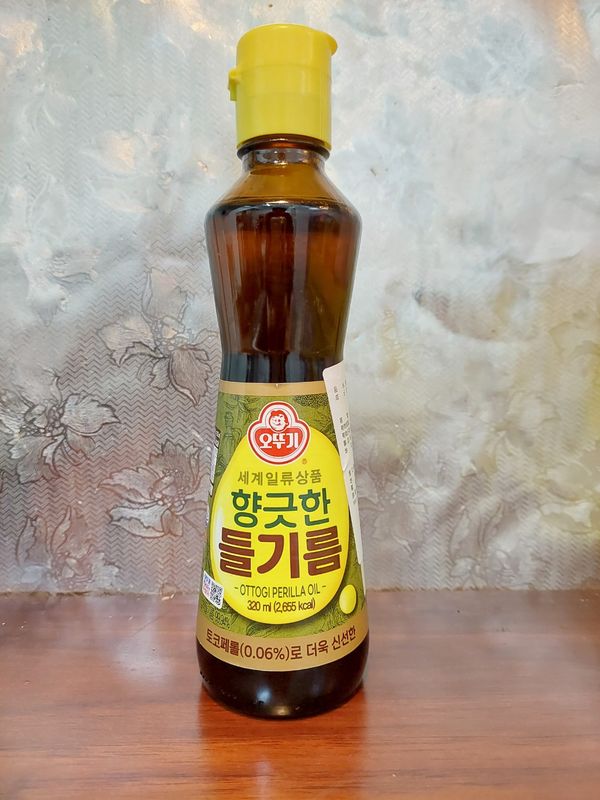 오뚜기
®
세계일류상품
향긋한
들기름
- OTTOGI PERILLA OIL -
320 ml (2,655 kcal)
토코페롤(0.06%)로 더욱 신선한